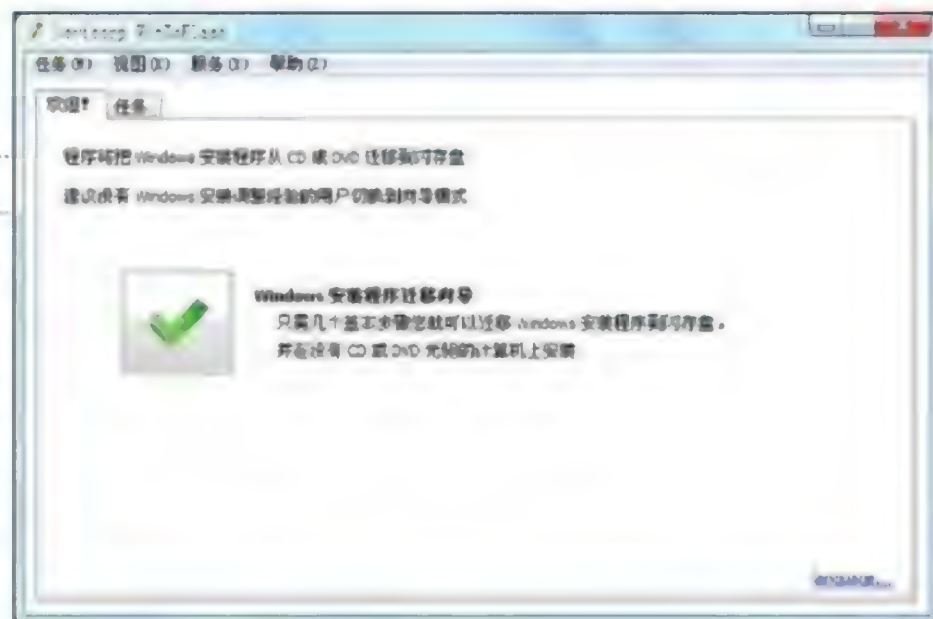 任务 视图 服务 帮助
欢迎! 任务
程序将把 Windows 安装程序从 CD 或 DVD 迁移到闪存盘
建议没有 Windows 安装调整经验的用户切换到向导模式
Windows 安装程序迁移向导
只需几个基本步骤您就可以迁移 Windows 安装程序到闪存盘,
并在没有 CD 或 DVD 光驱的计算机上安装